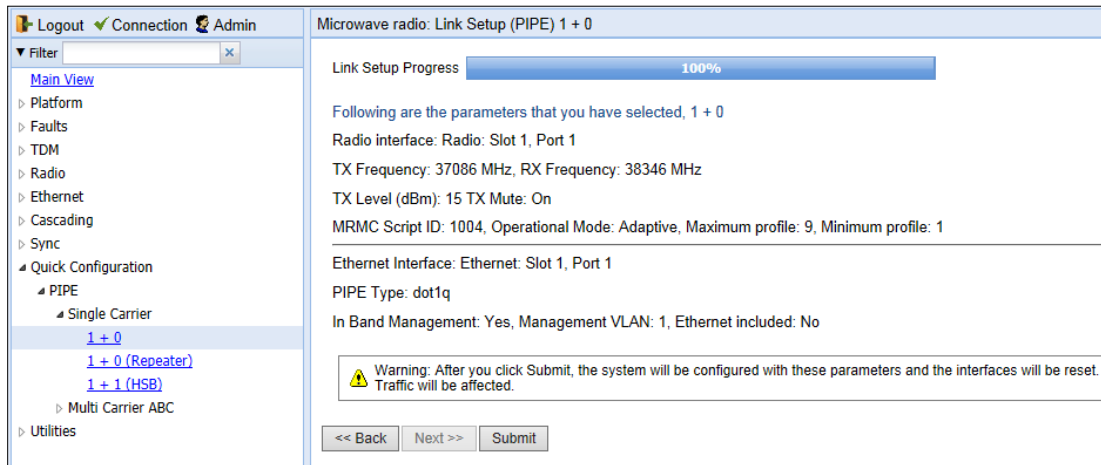 Logout Connection Admin
Filter
Main View
Platform
Faults
TDM
Radio
Ethernet
Cascading
Sync
Quick Configuration
PIPE
Single Carrier
1 + 0
1 + 0 (Repeater)
1 + 1 (HSB)
Multi Carrier ABC
Utilities
Microwave radio: Link Setup (PIPE) 1 + 0
Link Setup Progress 100%
Following are the parameters that you have selected, 1 + 0
Radio interface: Radio: Slot 1, Port 1
TX Frequency: 37086 MHz, RX Frequency: 38346 MHz
TX Level (dBm): 15 TX Mute: On
MRMC Script ID: 1004, Operational Mode: Adaptive, Maximum profile: 9, Minimum profile: 1
Ethernet Interface: Ethernet: Slot 1, Port 1
PIPE Type: dot1q
In Band Management: Yes, Management VLAN: 1, Ethernet included: No
Warning: After you click Submit, the system will be configured with these parameters and the interfaces will be reset.
Traffic will be affected.
<< Back Next >> Submit